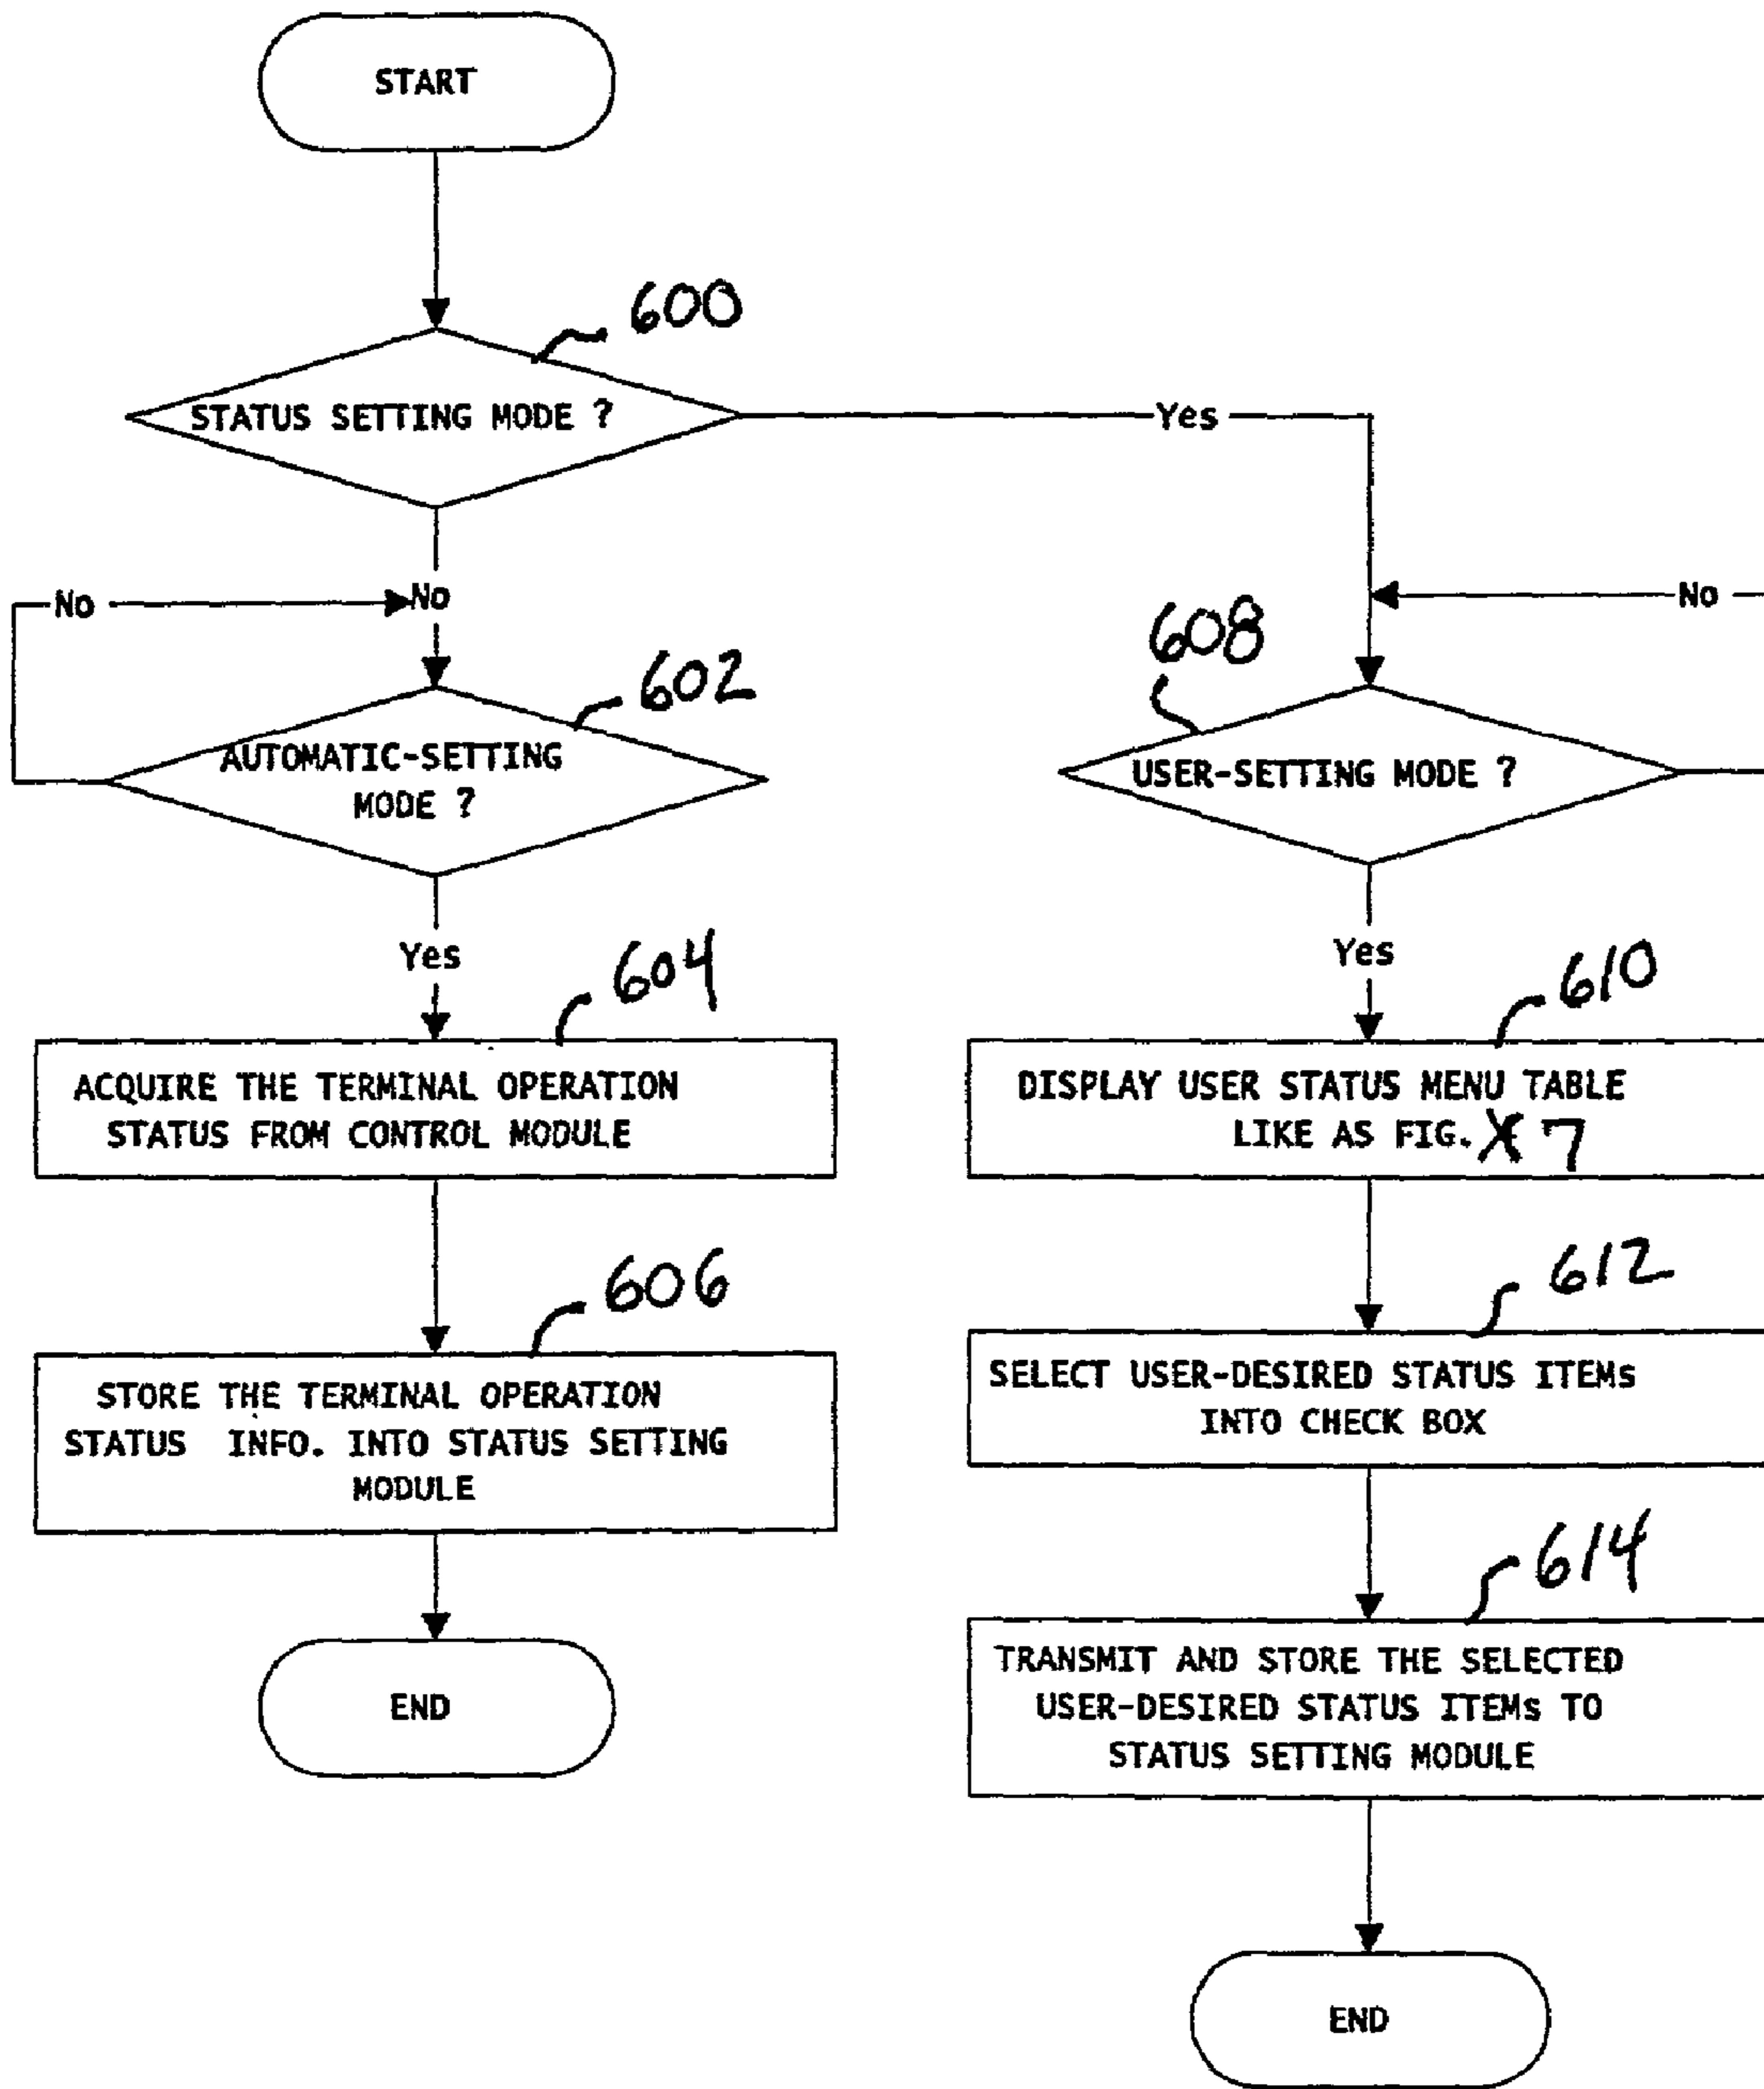 START
600
STATUS SETTING MODE ?
Yes
No
No
No
608
602
AUTOMATIC-SETTING
MODE ?
USER-SETTING MODE ?
Yes
Yes
604
610
ACQUIRE THE TERMINAL OPERATION
STATUS FROM CONTROL MODULE
DISPLAY USER STATUS MENU TABLE
LIKE AS FIG. X 7
606
612
STORE THE TERMINAL OPERATION
STATUS INFO. INTO STATUS SETTING
MODULE
SELECT USER-DESIRED STATUS ITEMs
INTO CHECK BOX
614
TRANSMIT AND STORE THE SELECTED
USER-DESIRED STATUS ITEMs TO
STATUS SETTING MODULE
END
END